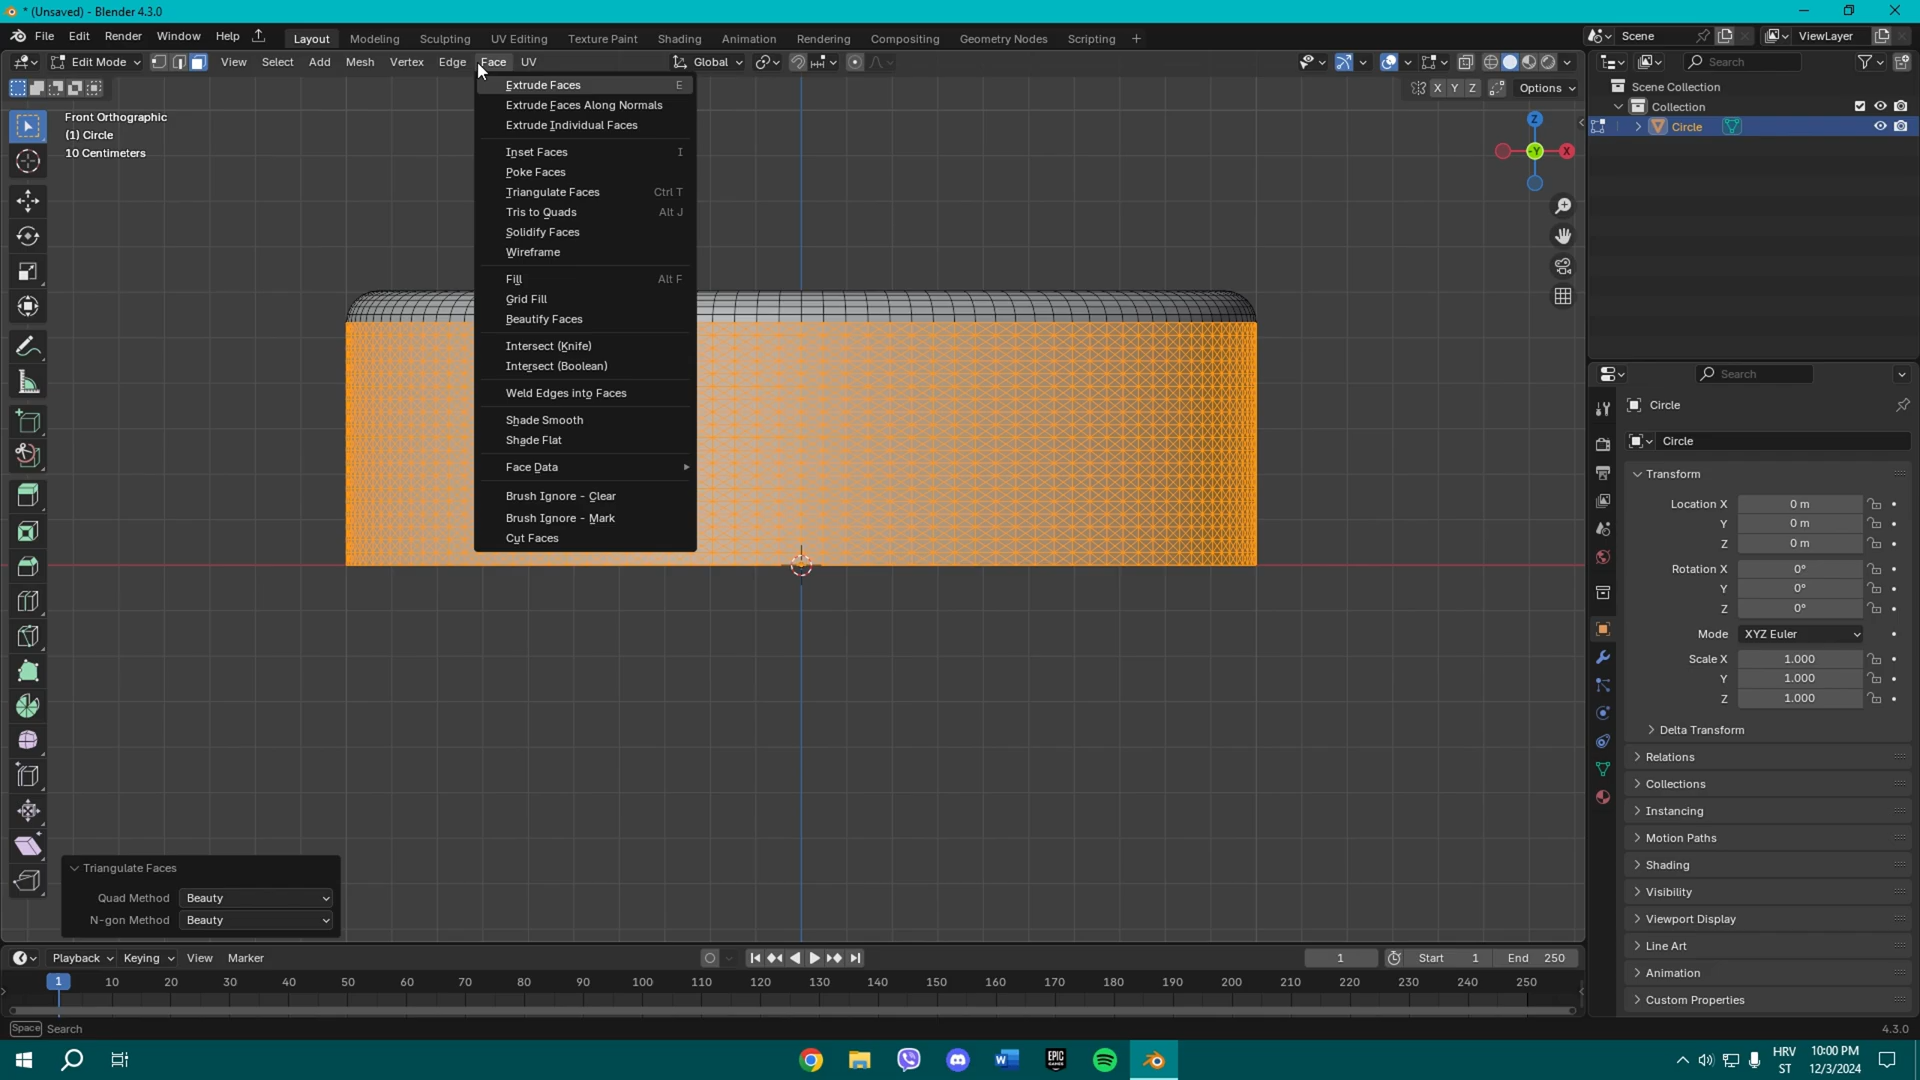 * (Unsaved) - Blender 4.3.0
File Edit Render Window Help Layout Modeling Sculpting UV Editing Texture Paint Shading Animation Rendering Compositing Geometry Nodes Scripting + Scene ViewLayer
Edit Mode View Select Add Mesh Vertex Edge Face UV Global Search
X Y Z Options
Scene Collection
Collection
Circle
Front Orthographic
(1) Circle
10 Centimeters
Z
-Y
X
Extrude Faces E
Extrude Faces Along Normals
Extrude Individual Faces
Inset Faces I
Poke Faces
Triangulate Faces Ctrl T
Tris to Quads Alt J
Solidify Faces
Wireframe
Fill Alt F
Grid Fill
Beautify Faces
Intersect (Knife)
Intersect (Boolean)
Weld Edges into Faces
Shade Smooth
Shade Flat
Face Data
Brush Ignore - Clear
Brush Ignore - Mark
Cut Faces
Search
Circle
Circle
Transform
Location X 0 m
Y 0 m
Z 0 m
Rotation X 0°
Y 0°
Z 0°
Mode XYZ Euler
Scale X 1.000
Y 1.000
Z 1.000
Delta Transform
Relations
Collections
Instancing
Motion Paths
Shading
Visibility
Viewport Display
Line Art
Animation
Custom Properties
Triangulate Faces
Quad Method Beauty
N-gon Method Beauty
Playback Keying View Marker 1 Start 1 End 250
1 10 20 30 40 50 60 70 80 90 100 110 120 130 140 150 160 170 180 190 200 210 220 230 240 250
Space Search 4.3.0
HRV 10:00 PM
ST 12/3/2024